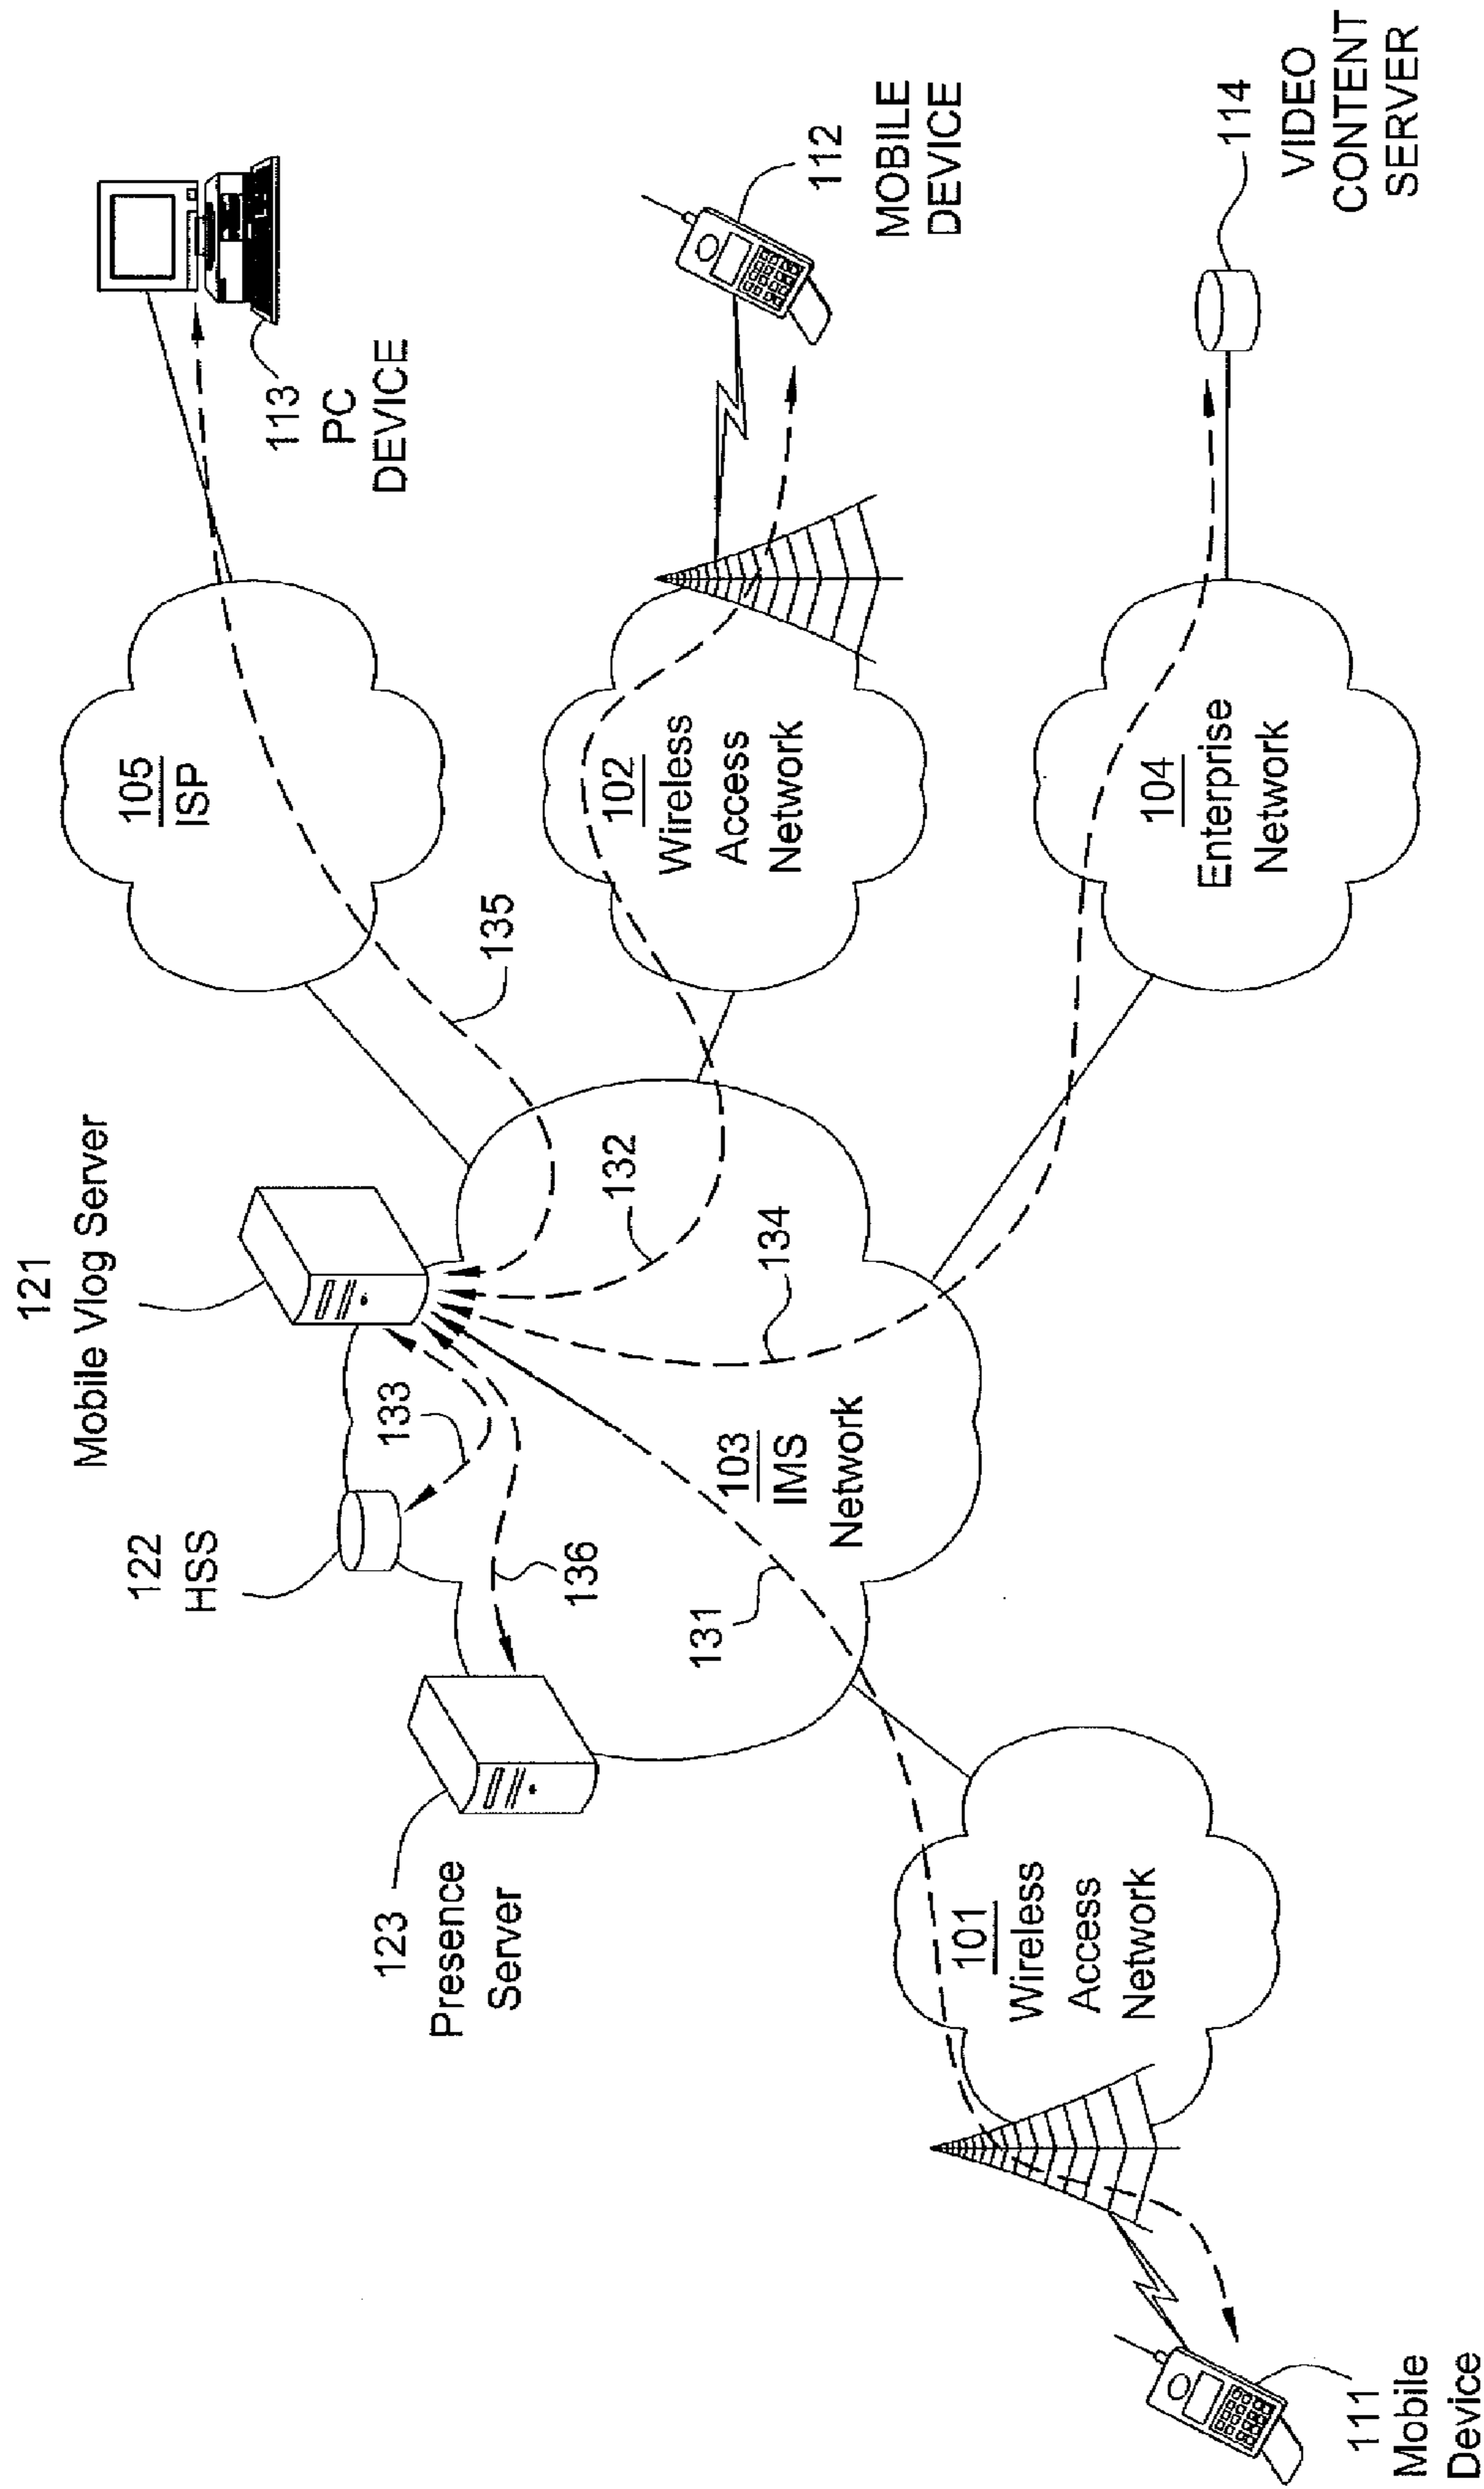 121
Mobile Vlog Server
122
HSS
123
Presence
Server
133
136
135
132
134
131
103
IMS
Network
105
ISP
113
PC
DEVICE
102
Wireless
Access
Network
112
MOBILE
DEVICE
104
Enterprise
Network
114
VIDEO
CONTENT
SERVER
101
Wireless
Access
Network
111
Mobile
Device